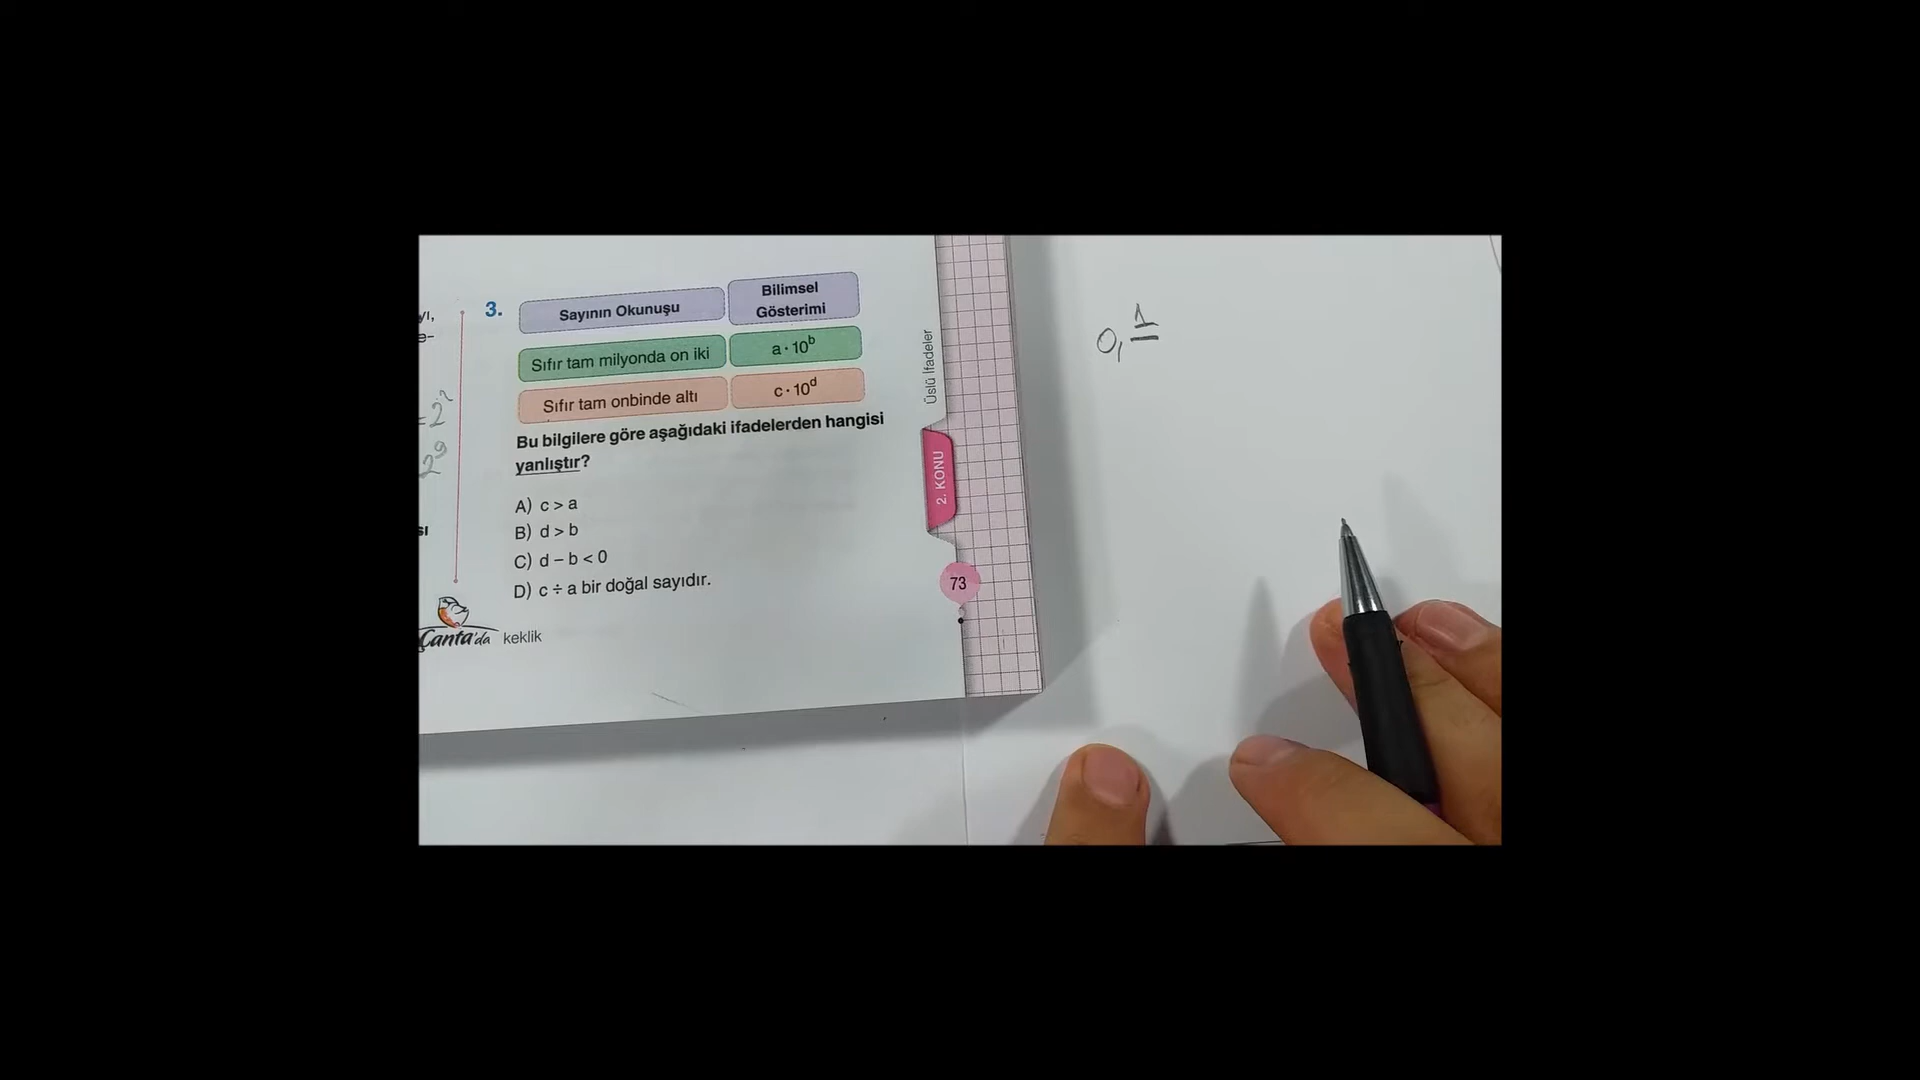 yı,
e-
=2²
2⁹
sı
3.
Sayının Okunuşu
Bilimsel Gösterimi
Sıfır tam milyonda on iki
a · 10ᵇ
Sıfır tam onbinde altı
c · 10ᵈ
Bu bilgilere göre aşağıdaki ifadelerden hangisi
yanlıştır?
A) c > a
B) d > b
C) d – b < 0
D) c ÷ a bir doğal sayıdır.
Çanta'da keklik
Üslü İfadeler
2. KONU
73
0,1